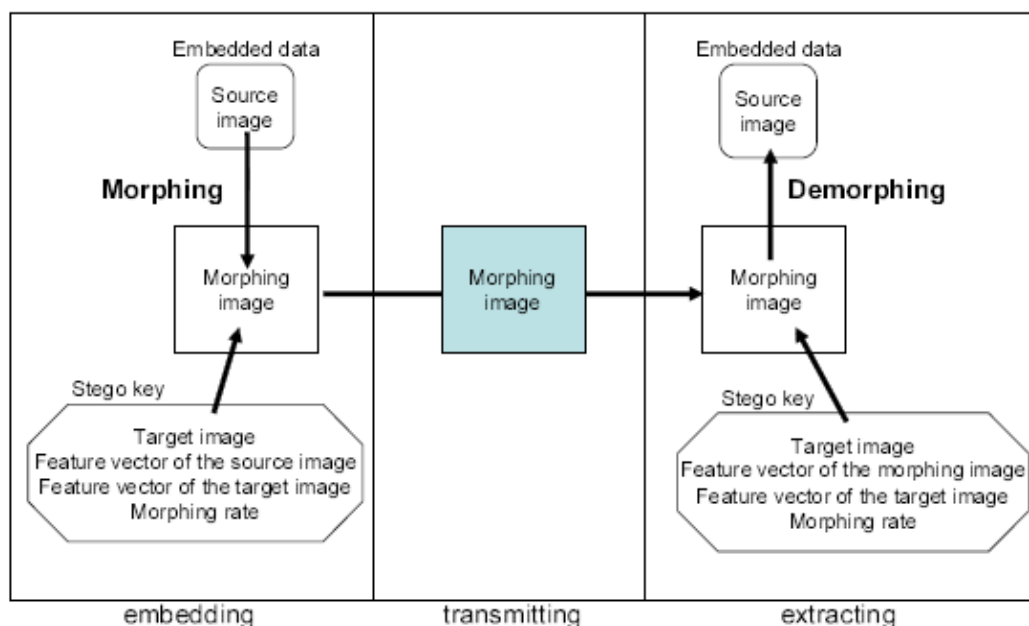 Embedded data
Source
image
Morphing
Morphing
image
Stego key
Target image
Feature vector of the source image
Feature vector of the target image
Morphing rate
embedding
Morphing
image
transmitting
Embedded data
Source
image
Demorphing
Morphing
image
Stego key
Target image
Feature vector of the morphing image
Feature vector of the target image
Morphing rate
extracting